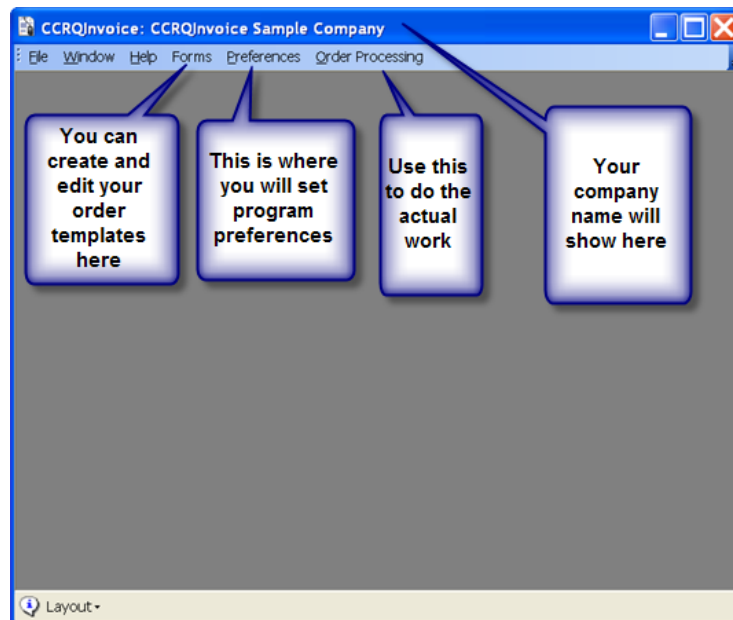 CCRQInvoice: CCRQInvoice Sample Company
File Window Help Forms Preferences Order Processing
You can
create and
edit your
order
templates
here
This is where
you will set
program
preferences
Use this
to do the
actual
work
Your
company
name will
show here
Layout